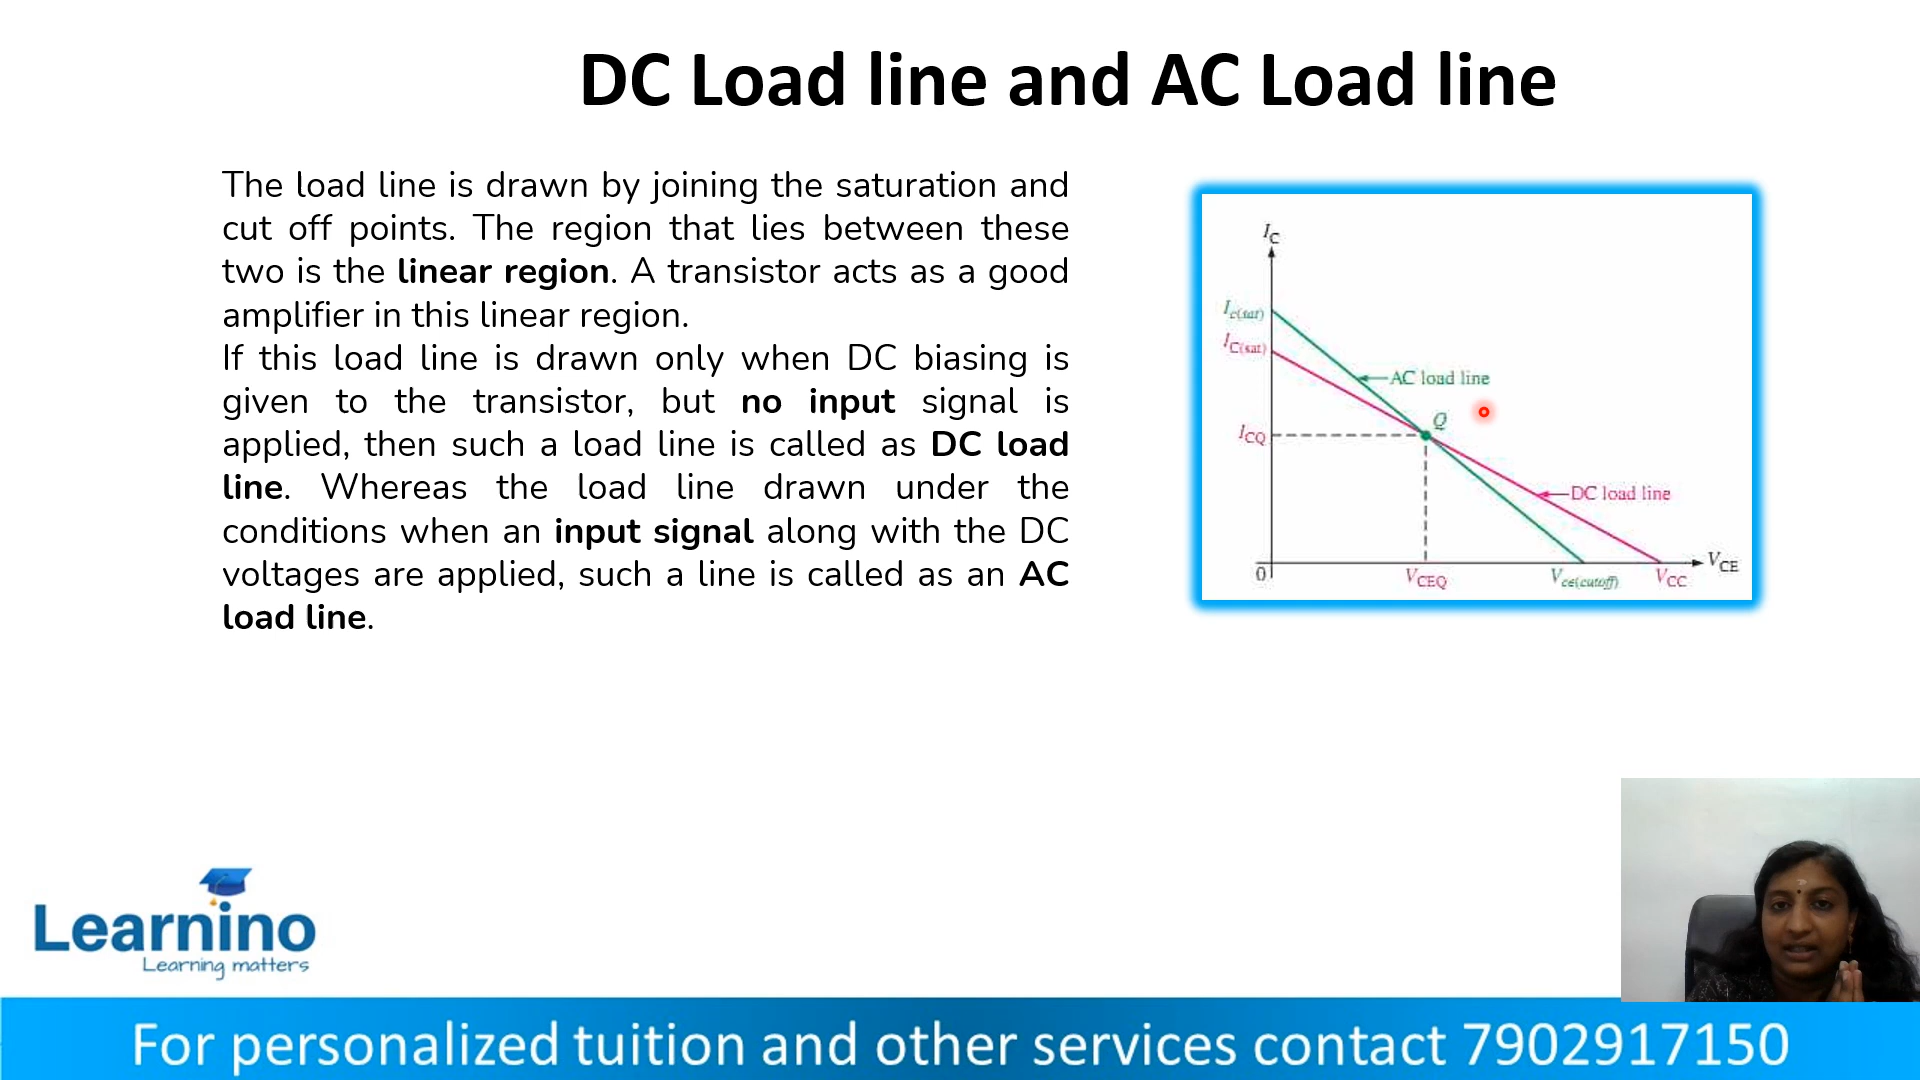 DC Load line and AC Load line
The load line is drawn by joining the saturation and
cut off points. The region that lies between these
two is the linear region. A transistor acts as a good
amplifier in this linear region.
If this load line is drawn only when DC biasing is
given to the transistor, but no input signal is
applied, then such a load line is called as DC load
line. Whereas the load line drawn under the
conditions when an input signal along with the DC
voltages are applied, such a line is called as an AC
load line.
IC
Ic(sat)
IC(sat)
AC load line
Q
ICQ
DC load line
VCE
0
VCEQ
Vce(cutoff)
VCC
Learnino
Learning matters
For personalized tuition and other services contact 7902917150